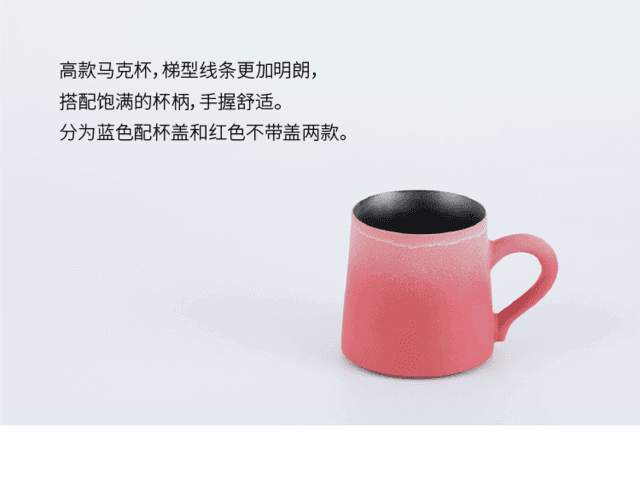 高款马克杯，梯型线条更加明朗，
搭配饱满的杯柄，手握舒适。
分为蓝色配杯盖和红色不带盖两款。